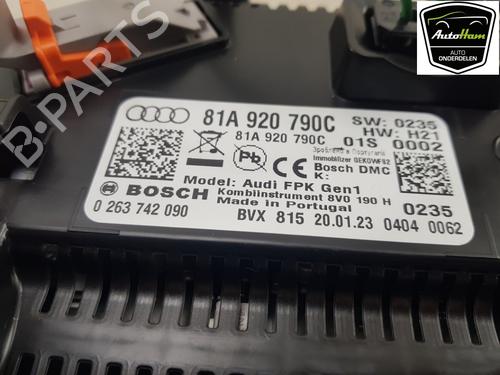 AutoHam
AUTO
ONDERDELEN
81A 920 790C
SW: 0235
HW: H21
81A 920 790C
01S 0002
Immobilizer
Bosch DMC
K:
Pb
Model: Audi FPK Gen1
BOSCH
Kombiinstrument 8V0 190 H
Made in Portugal
0235
0 263 742 090
BVX 815 20.01.23 0404 0062